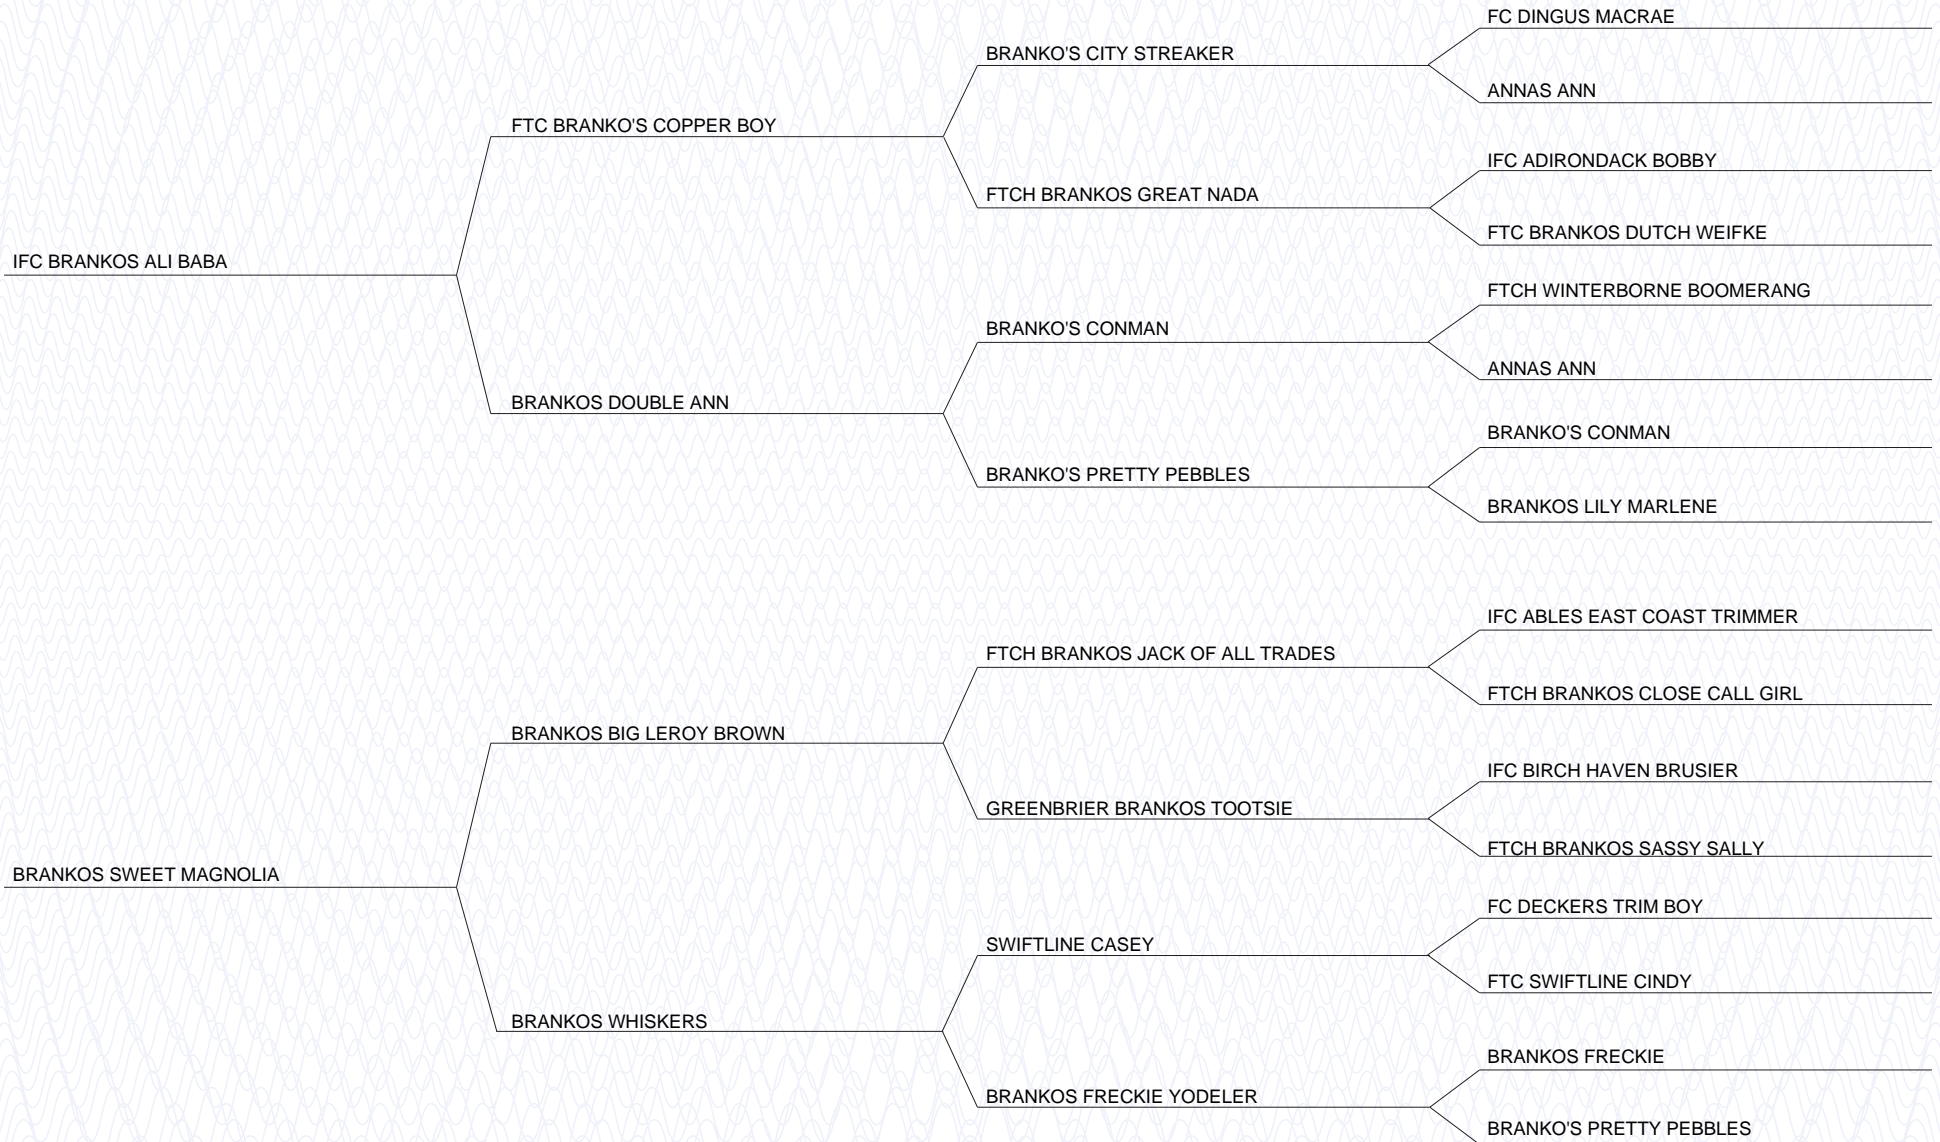 FC DINGUS MACRAE
BRANKO'S CITY STREAKER
ANNAS ANN
FTC BRANKO'S COPPER BOY
IFC ADIRONDACK BOBBY
FTCH BRANKOS GREAT NADA
FTC BRANKOS DUTCH WEIFKE
IFC BRANKOS ALI BABA
FTCH WINTERBORNE BOOMERANG
BRANKO'S CONMAN
ANNAS ANN
BRANKOS DOUBLE ANN
BRANKO'S CONMAN
BRANKO'S PRETTY PEBBLES
BRANKOS LILY MARLENE
IFC ABLES EAST COAST TRIMMER
FTCH BRANKOS JACK OF ALL TRADES
FTCH BRANKOS CLOSE CALL GIRL
BRANKOS BIG LEROY BROWN
IFC BIRCH HAVEN BRUSIER
GREENBRIER BRANKOS TOOTSIE
FTCH BRANKOS SASSY SALLY
BRANKOS SWEET MAGNOLIA
FC DECKERS TRIM BOY
SWIFTLINE CASEY
FTC SWIFTLINE CINDY
BRANKOS WHISKERS
BRANKOS FRECKIE
BRANKOS FRECKIE YODELER
BRANKO'S PRETTY PEBBLES